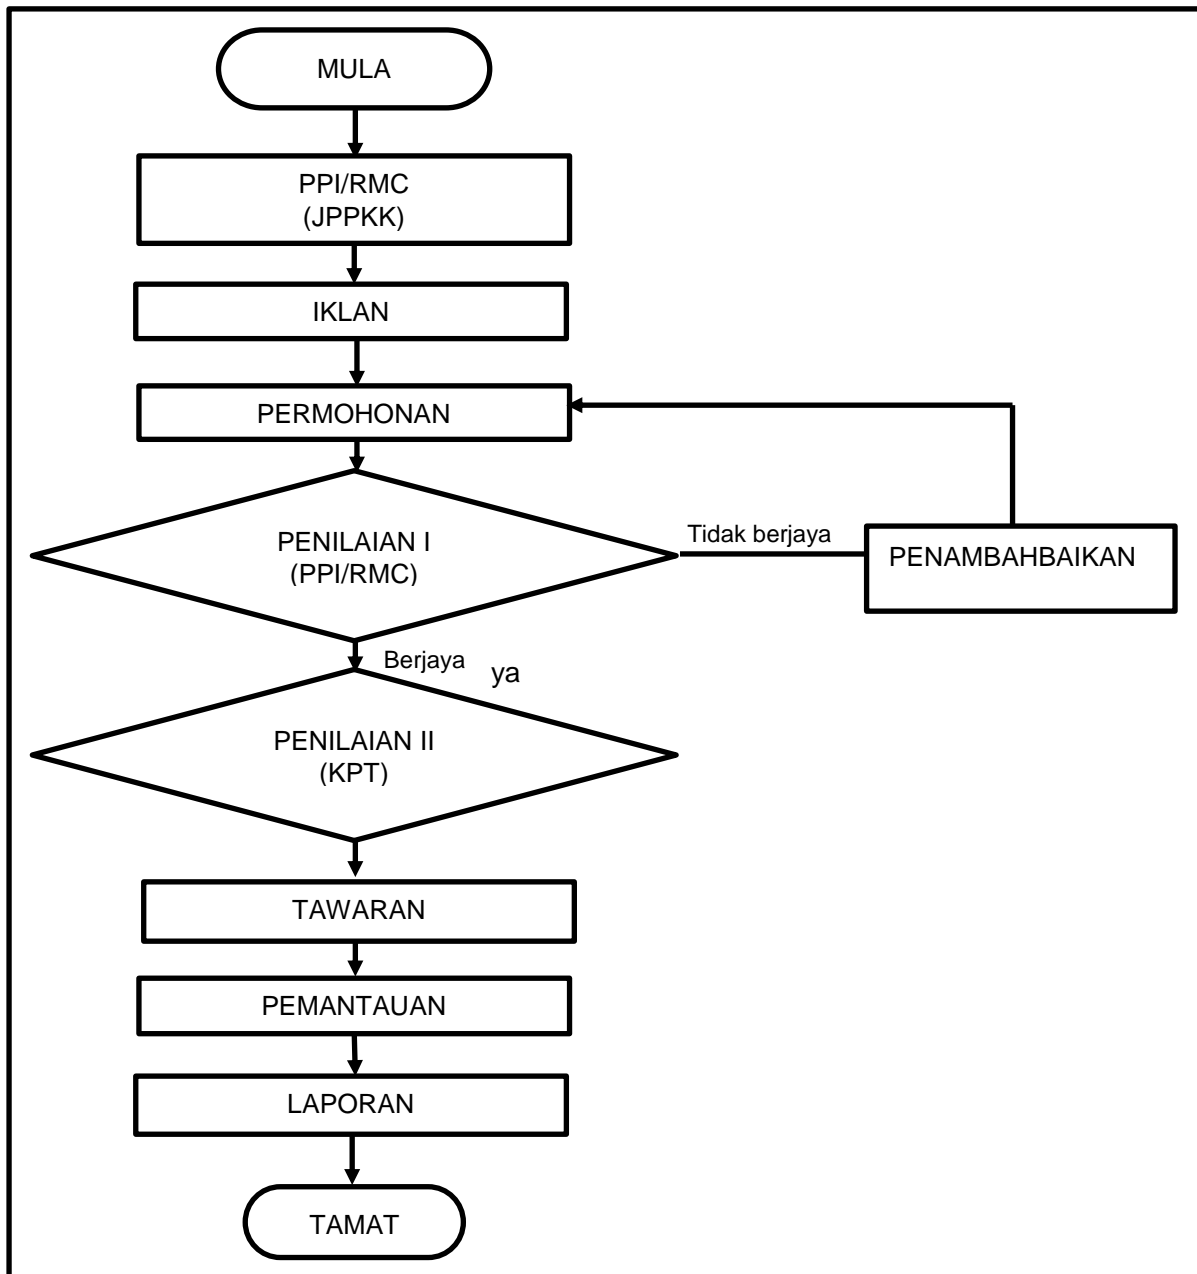 MULA
PPI/RMC
(JPPKK)
IKLAN
PERMOHONAN
PENILAIAN I
(PPI/RMC)
Tidak berjaya
PENAMBAHBAIKAN
Berjaya
ya
PENILAIAN II
(KPT)
TAWARAN
PEMANTAUAN
LAPORAN
TAMAT